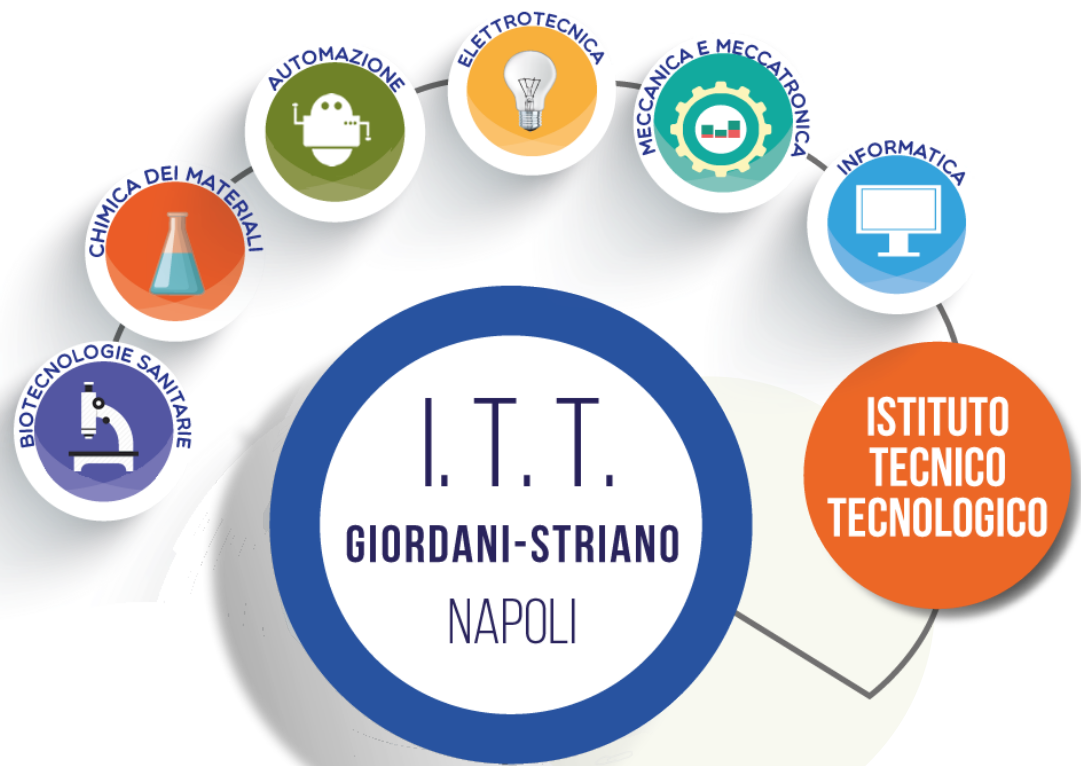 BIOTECNOLOGIE SANITARIE
CHIMICA DEI MATERIALI
AUTOMAZIONE
ELETTROTECNICA
MECCANICA E MECCATRONICA
INFORMATICA
I. T. T.
GIORDANI-STRIANO
NAPOLI
ISTITUTO
TECNICO
TECNOLOGICO